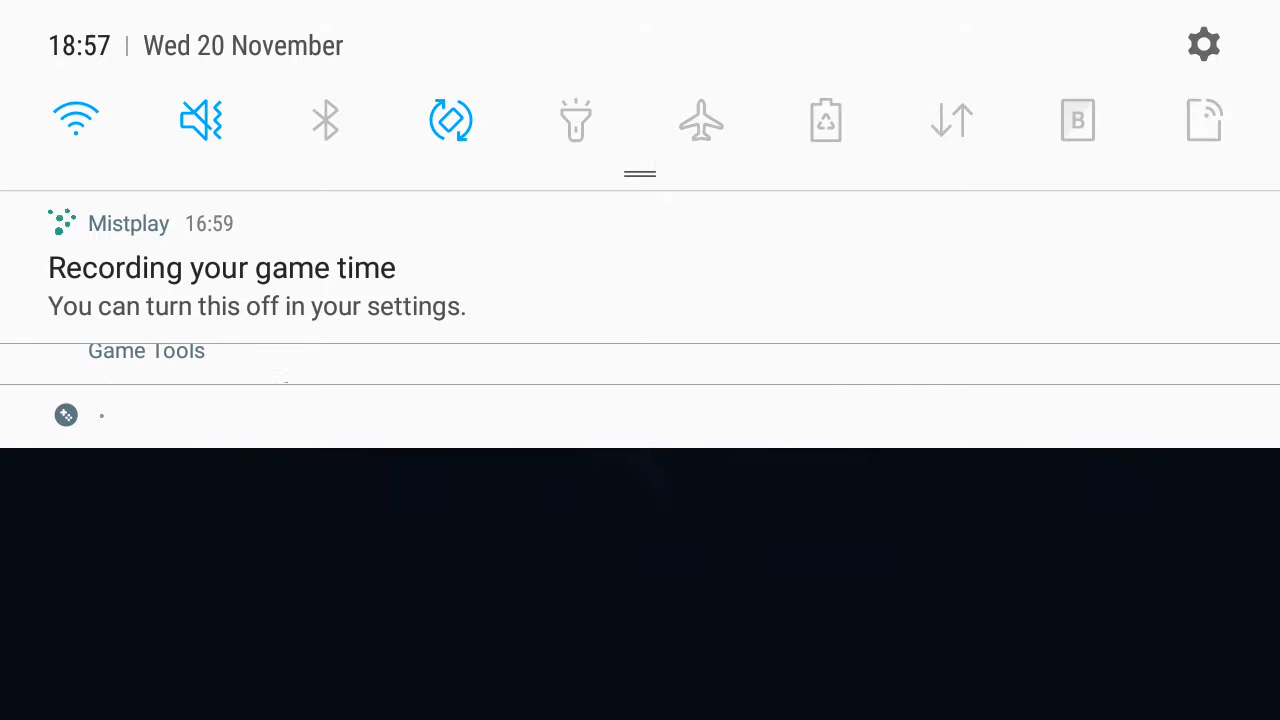 18:57 | Wed 20 November
B
Mistplay 16:59
Recording your game time
You can turn this off in your settings.
Game Tools